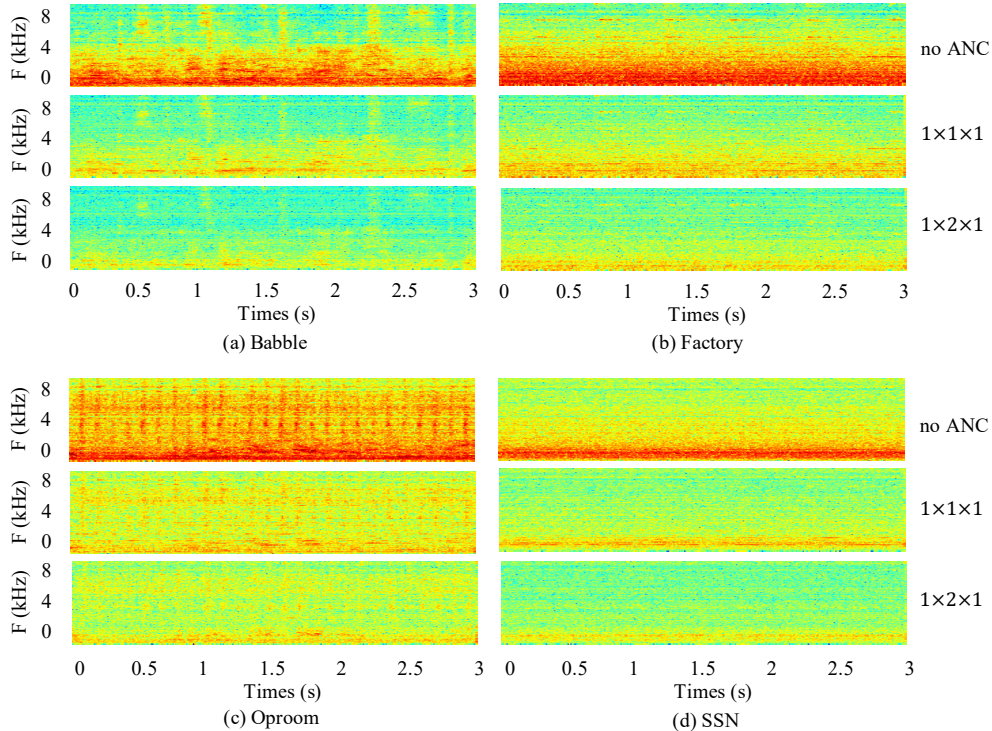 8
4
0
F (kHz)
no ANC
8
4
0
F (kHz)
1×1×1
8
4
0
F (kHz)
1×2×1
0 0.5 1 1.5 2 2.5 3
Times (s)
(a) Babble
0 0.5 1 1.5 2 2.5 3
Times (s)
(b) Factory
8
4
0
F (kHz)
no ANC
8
4
0
F (kHz)
1×1×1
8
4
0
F (kHz)
1×2×1
0 0.5 1 1.5 2 2.5 3
Times (s)
(c) Oproom
0 0.5 1 1.5 2 2.5 3
Times (s)
(d) SSN